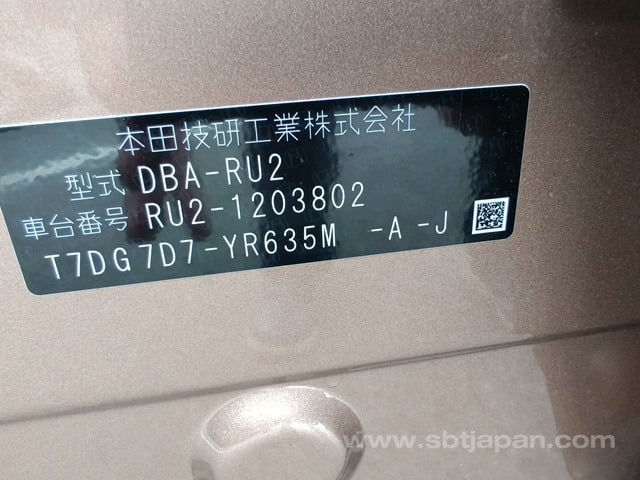 本田技研工業株式会社
型式 DBA-RU2
車台番号 RU2-1203802
T7DG7D7-YR635M -A -J
www.sbtjapan.com